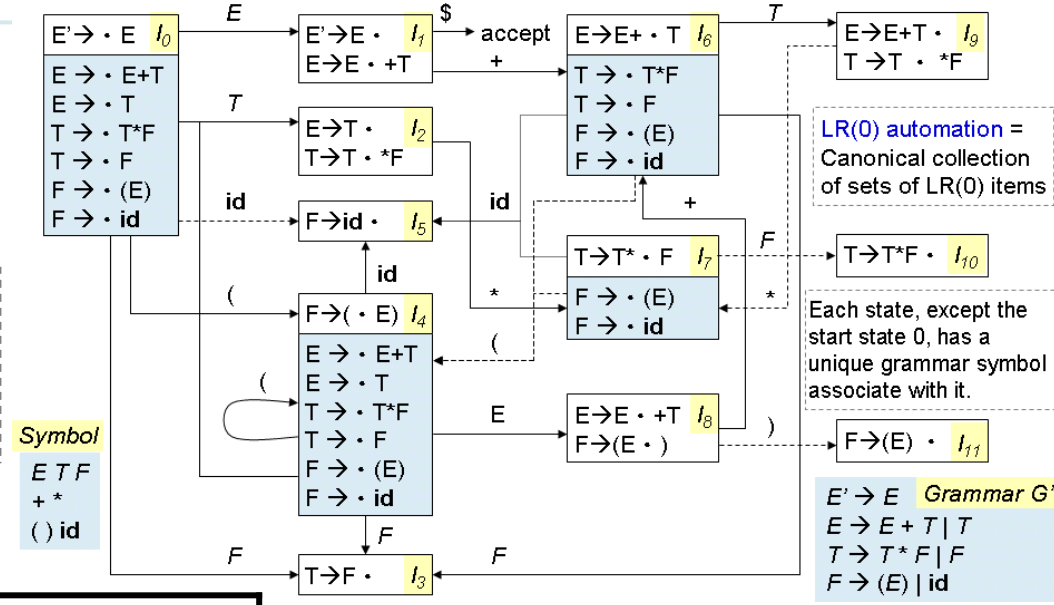 E'→ · E I0
E → · E+T
E → · T
T → · T*F
T → · F
F → · (E)
F → · id
E
E'→E · I1
E→E · +T
$
accept
+
T
E→T · I2
T→T · *F
id
F→id · I5
id
(
F→( · E) I4
E → · E+T
E → · T
T → · T*F
T → · F
F → · (E)
F → · id
(
E
F
F
T→F · I3
F
E→E+ · T I6
T → · T*F
T → · F
F → · (E)
F → · id
T
E→E+T · I9
T→T · *F
LR(0) automation =
Canonical collection
of sets of LR(0) items
id
+
T→T* · F I7
F → · (E)
F → · id
*
(
F
T→T*F · I10
*
Each state, except the
start state 0, has a
unique grammar symbol
associate with it.
E→E · +T I8
F→(E · )
)
F→(E) · I11
Symbol
E T F
+ *
( ) id
E' → E Grammar G'
E → E + T | T
T → T * F | F
F → (E) | id